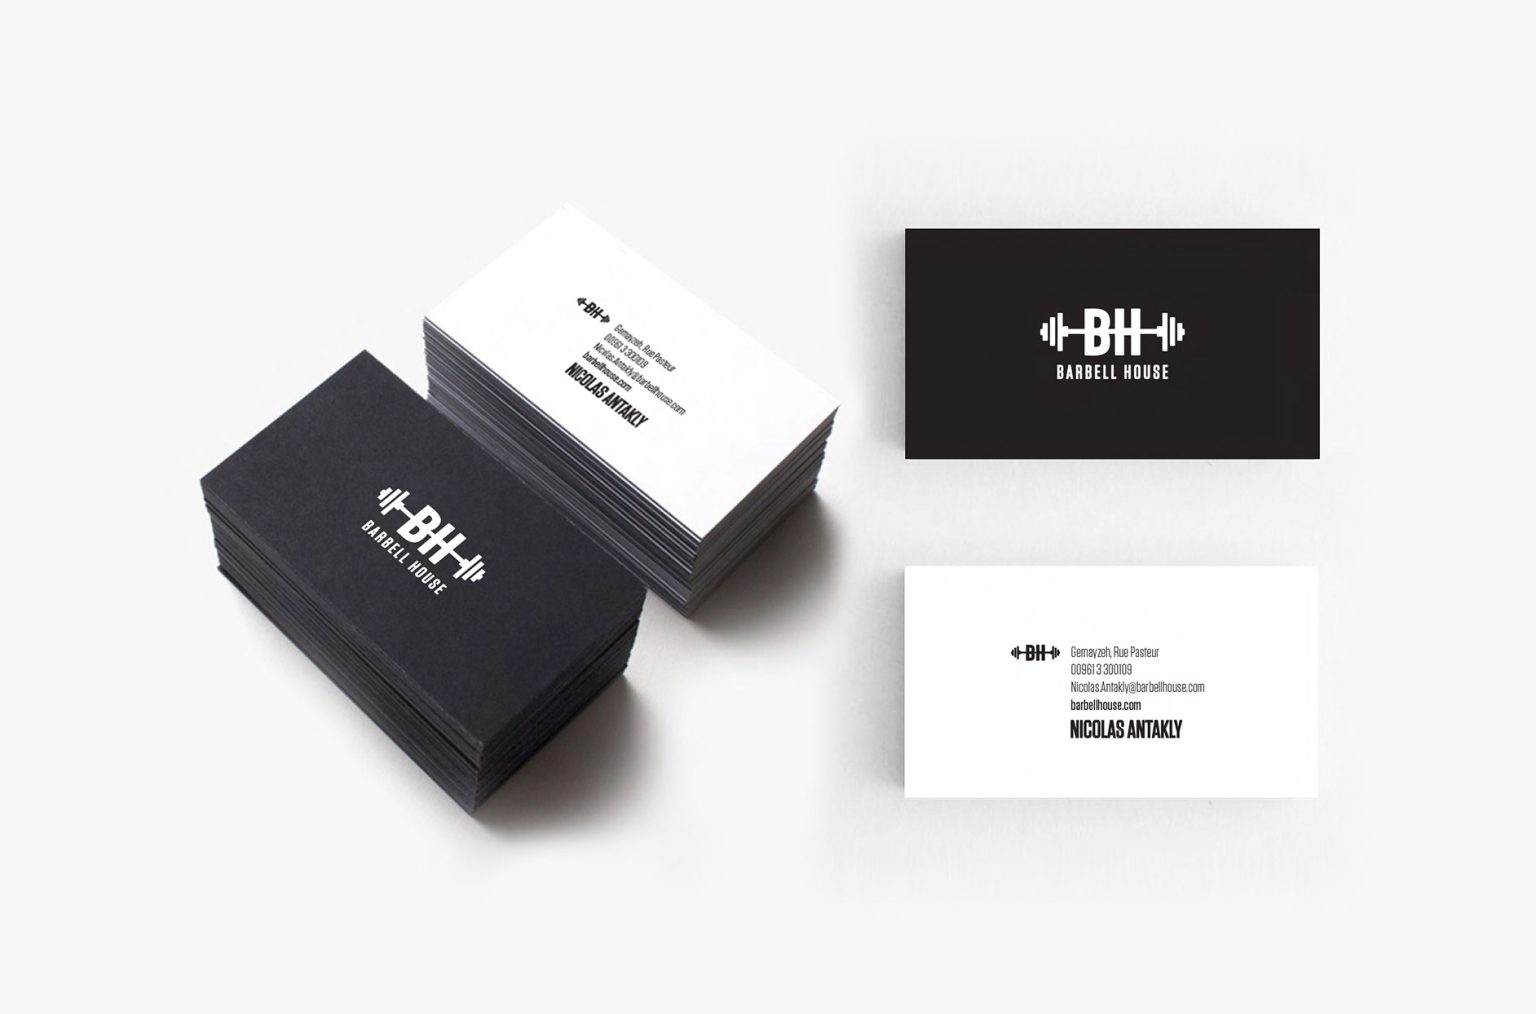 BH
Gemayzeh, Rue Pasteur
00961 3 300109
Nicolas.Antakly@barbellhouse.com
barbellhouse.com
NICOLAS ANTAKLY
BH
BARBELL HOUSE
BH
BARBELL HOUSE
BH
Gemayzeh, Rue Pasteur
00961 3 300109
Nicolas.Antakly@barbellhouse.com
barbellhouse.com
NICOLAS ANTAKLY